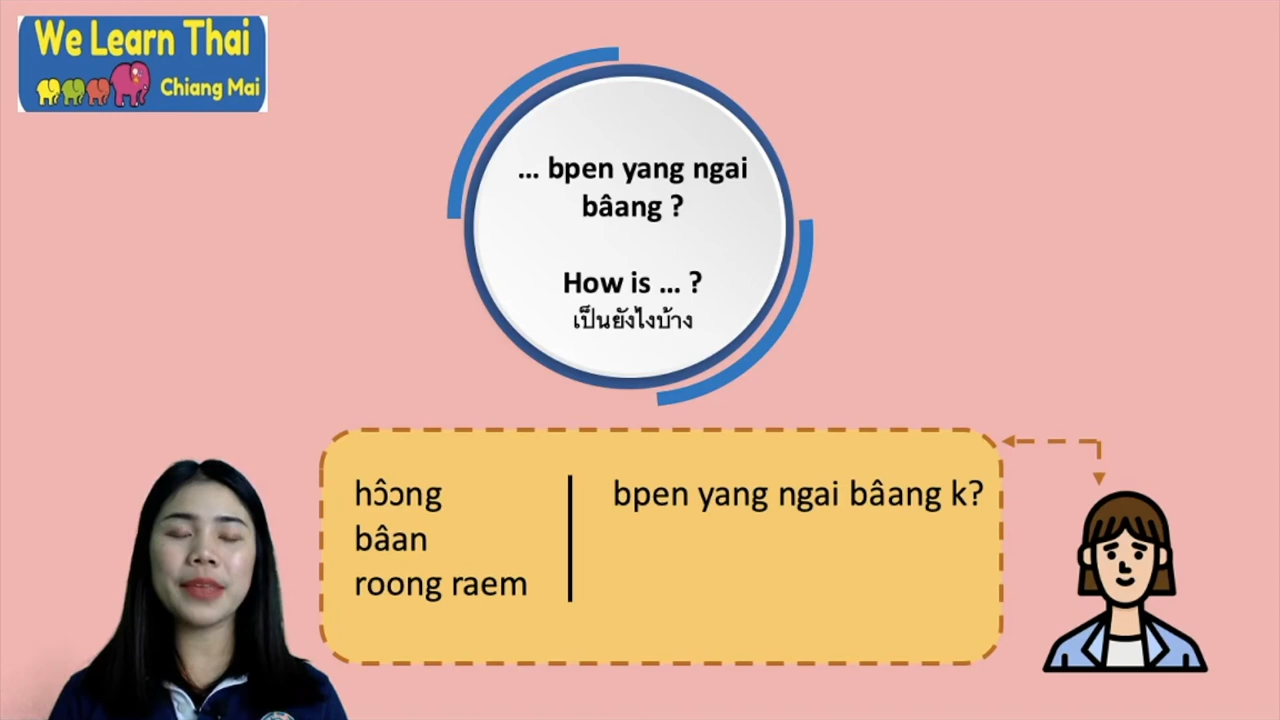 We Learn Thai
Chiang Mai
... bpen yang ngai
bâang ?
How is ... ?
เป็นยังไงบ้าง
hɔ̂ɔng
bâan
roong raem
bpen yang ngai bâang k?